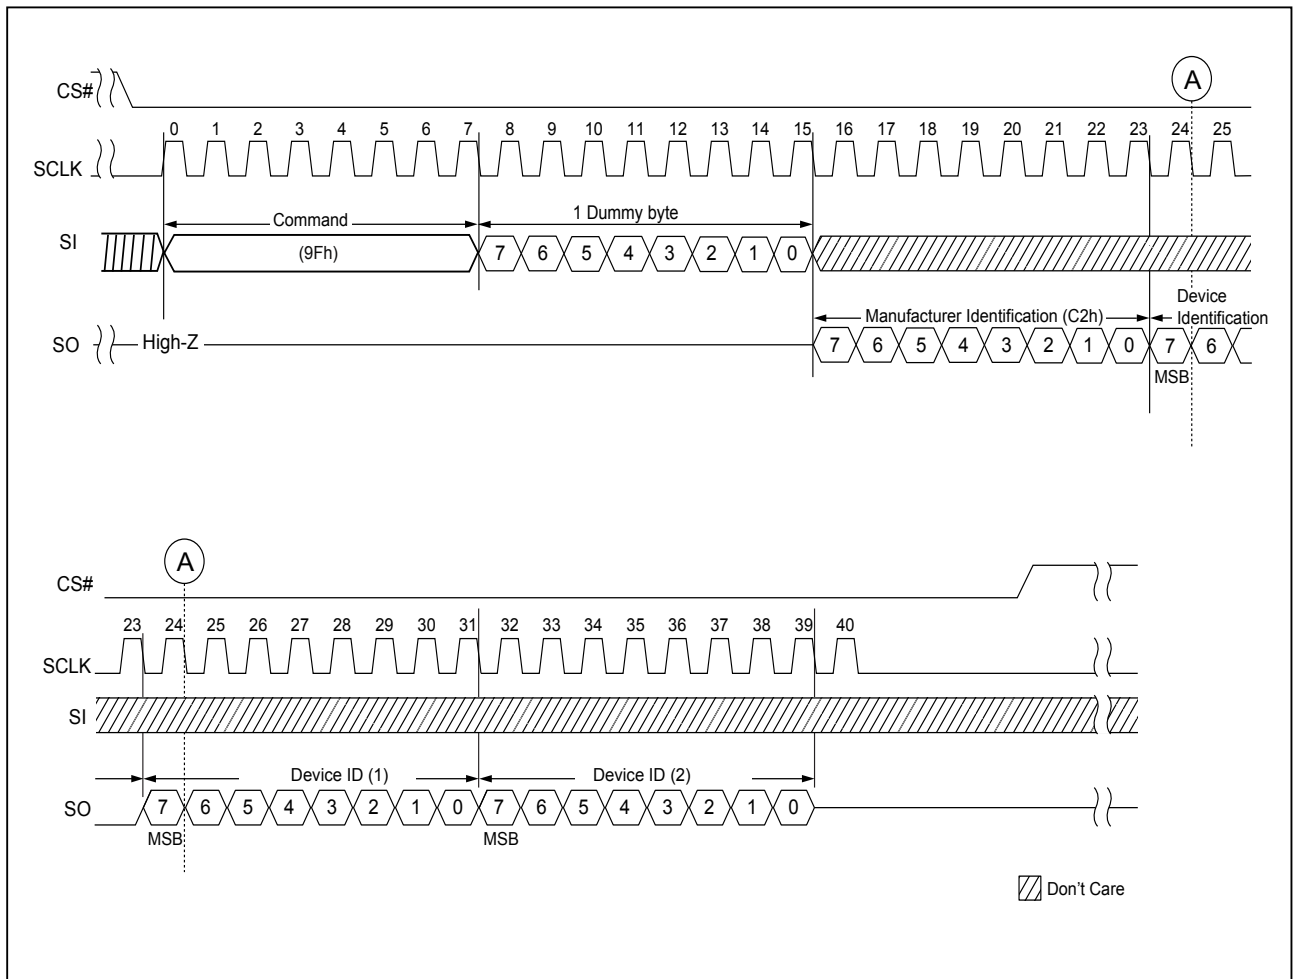 CS#
A
0 1 2 3 4 5 6 7 8 9 10 11 12 13 14 15 16 17 18 19 20 21 22 23 24 25
SCLK
Command
1 Dummy byte
SI
(9Fh)
7 6 5 4 3 2 1 0
Device
Manufacturer Identification (C2h)
Identification
SO
High-Z
7 6 5 4 3 2 1 0 7 6
MSB
A
CS#
23 24 25 26 27 28 29 30 31 32 33 34 35 36 37 38 39 40
SCLK
SI
Device ID (1)
Device ID (2)
SO
7 6 5 4 3 2 1 0 7 6 5 4 3 2 1 0
MSB
MSB
Don't Care